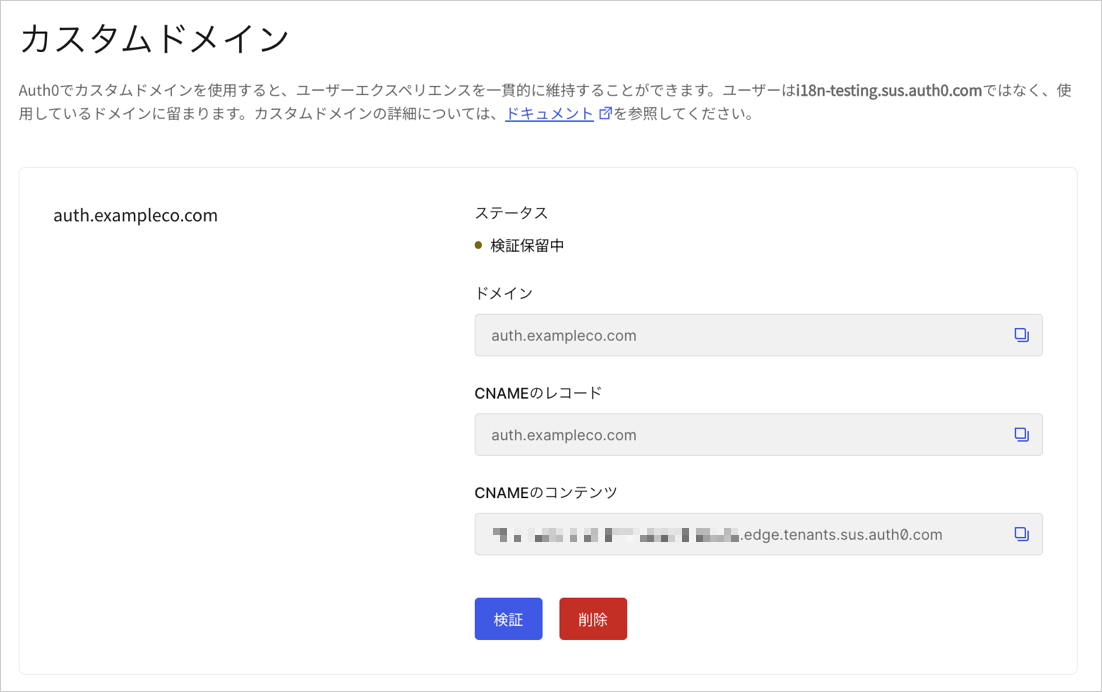 カスタムドメイン
Auth0でカスタムドメインを使用すると、ユーザーエクスペリエンスを一貫的に維持することができます。ユーザーはi18n-testing.sus.auth0.comではなく、使
用しているドメインに留まります。カスタムドメインの詳細については、ドキュメントを参照してください。
auth.exampleco.com
ステータス
検証保留中
ドメイン
auth.exampleco.com
CNAMEのレコード
auth.exampleco.com
CNAMEのコンテンツ
.edge.tenants.sus.auth0.com
検証 削除